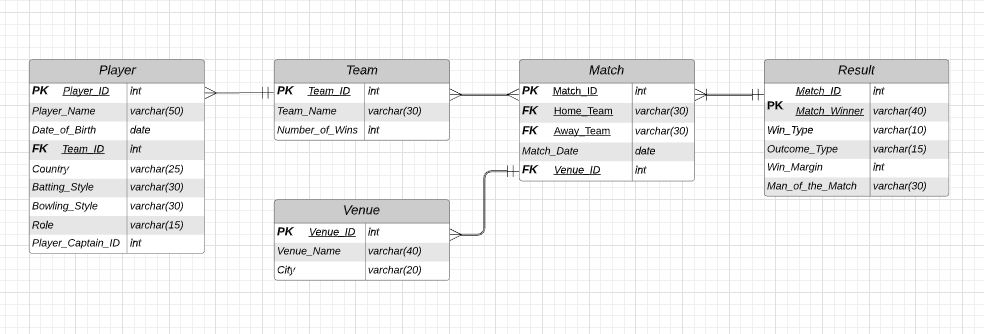 Player
PK Player_ID int
Player_Name varchar(50)
Date_of_Birth date
FK Team_ID int
Country varchar(25)
Batting_Style varchar(30)
Bowling_Style varchar(30)
Role varchar(15)
Player_Captain_ID int
Team
PK Team_ID int
Team_Name varchar(30)
Number_of_Wins int
Venue
PK Venue_ID int
Venue_Name varchar(40)
City varchar(20)
Match
PK Match_ID int
FK Home_Team varchar(30)
FK Away_Team varchar(30)
Match_Date date
FK Venue_ID int
Result
Match_ID int
PK Match_Winner varchar(40)
Win_Type varchar(10)
Outcome_Type varchar(15)
Win_Margin int
Man_of_the_Match varchar(30)